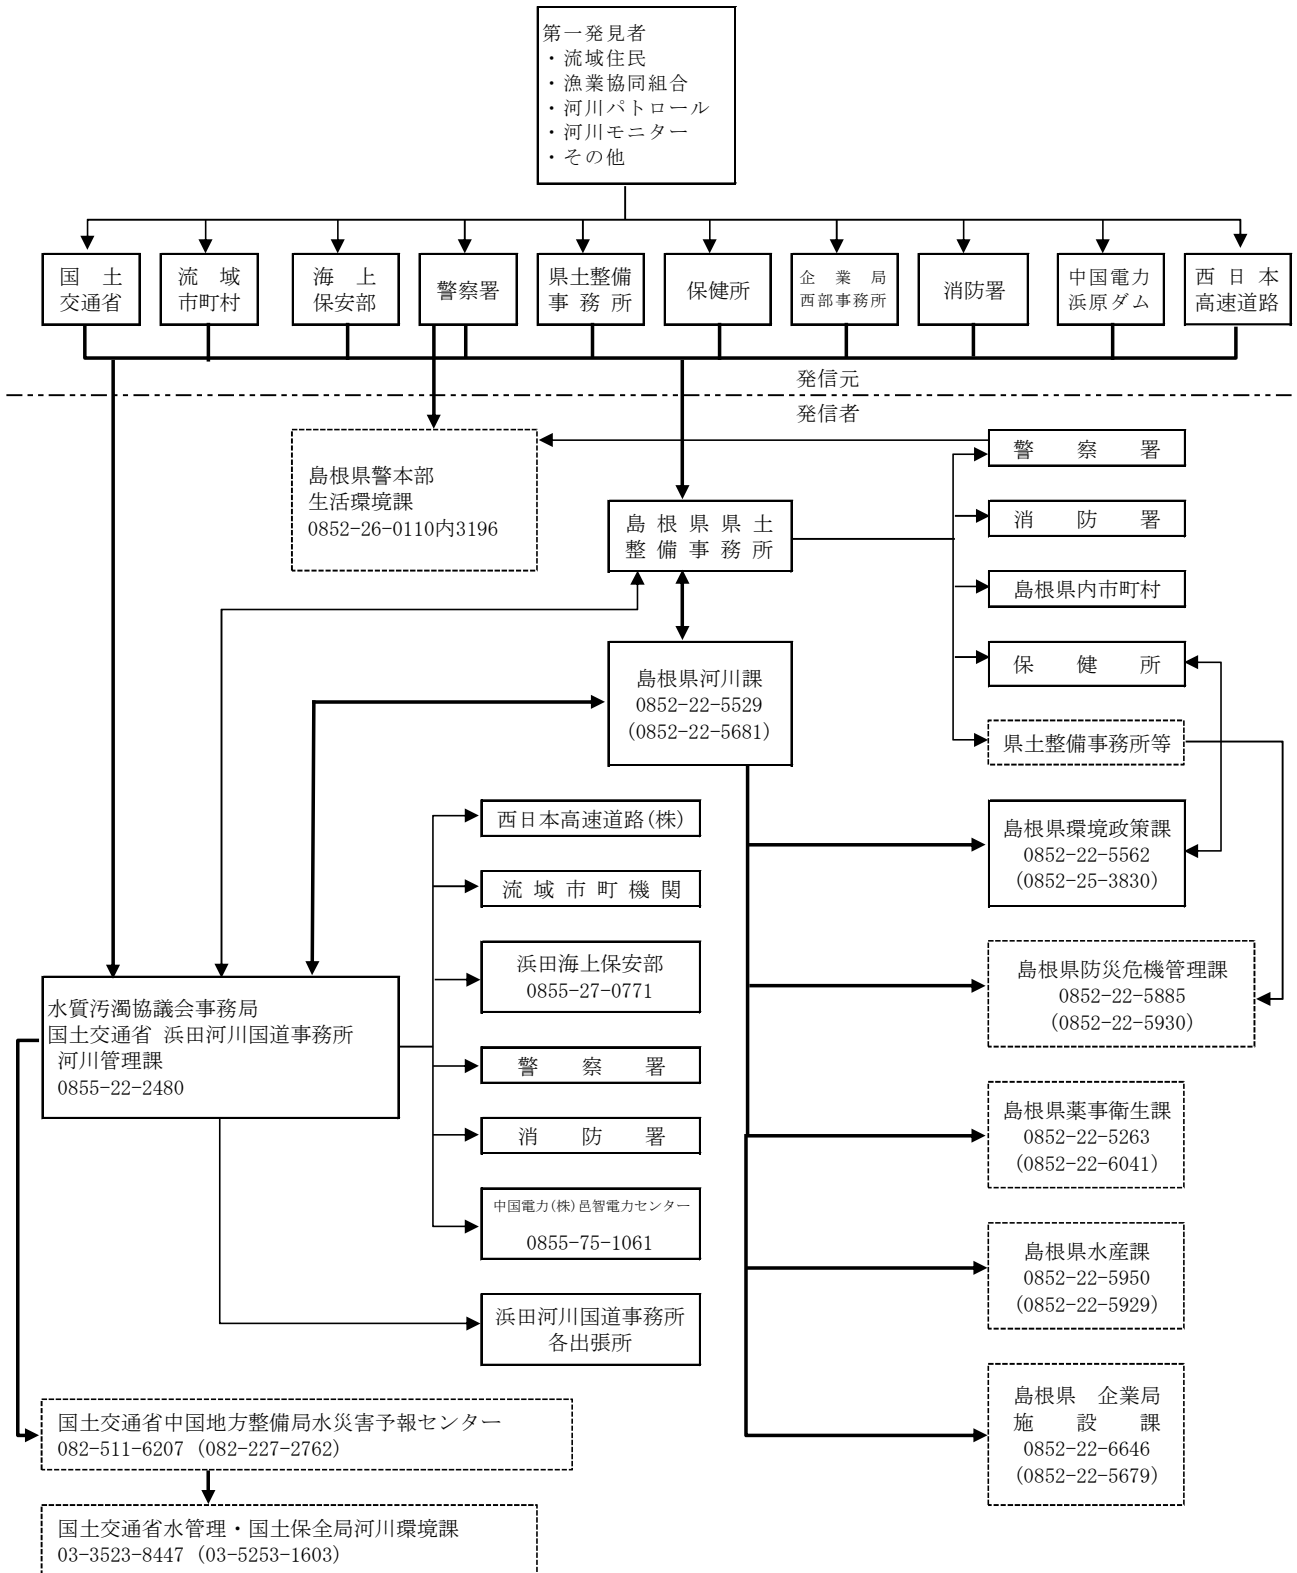 第一発見者
・流域住民
・漁業協同組合
・河川パトロール
・河川モニター
・その他
国　土
交通省
流　域
市町村
海　上
保安部
警察署
県土整備
事 務 所
保健所
企　業　局
西部事務所
消防署
中国電力
浜原ダム
西 日 本
高速道路
発信元
発信者
島根県警本部
生活環境課
0852-26-0110内3196
警　察　署
島 根 県 県 土
整 備 事 務 所
消　防　署
島根県内市町村
保　健　所
島根県河川課
0852-22-5529
(0852-22-5681)
県土整備事務所等
西日本高速道路(株)
流 域 市 町 機 関
浜田海上保安部
0855-27-0771
警　察　署
消　防　署
中国電力(株)邑智電力センター
0855-75-1061
浜田河川国道事務所
各出張所
島根県環境政策課
0852-22-5562
(0852-25-3830)
島根県防災危機管理課
0852-22-5885
(0852-22-5930)
島根県薬事衛生課
0852-22-5263
(0852-22-6041)
島根県水産課
0852-22-5950
(0852-22-5929)
島根県　企業局
施　設　課
0852-22-6646
(0852-22-5679)
水質汚濁協議会事務局
国土交通省 浜田河川国道事務所
河川管理課
0855-22-2480
国土交通省中国地方整備局水災害予報センター
082-511-6207 (082-227-2762)
国土交通省水管理・国土保全局河川環境課
03-3523-8447 (03-5253-1603)